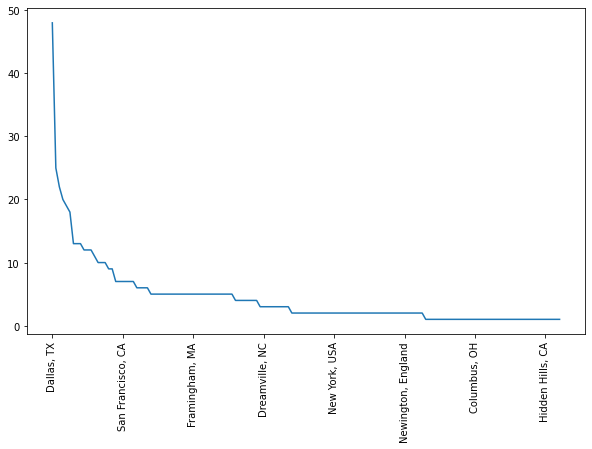 50
40
30
20
10
0
Dallas, TX
San Francisco, CA
Framingham, MA
Dreamville, NC
New York, USA
Newington, England
Columbus, OH
Hidden Hills, CA